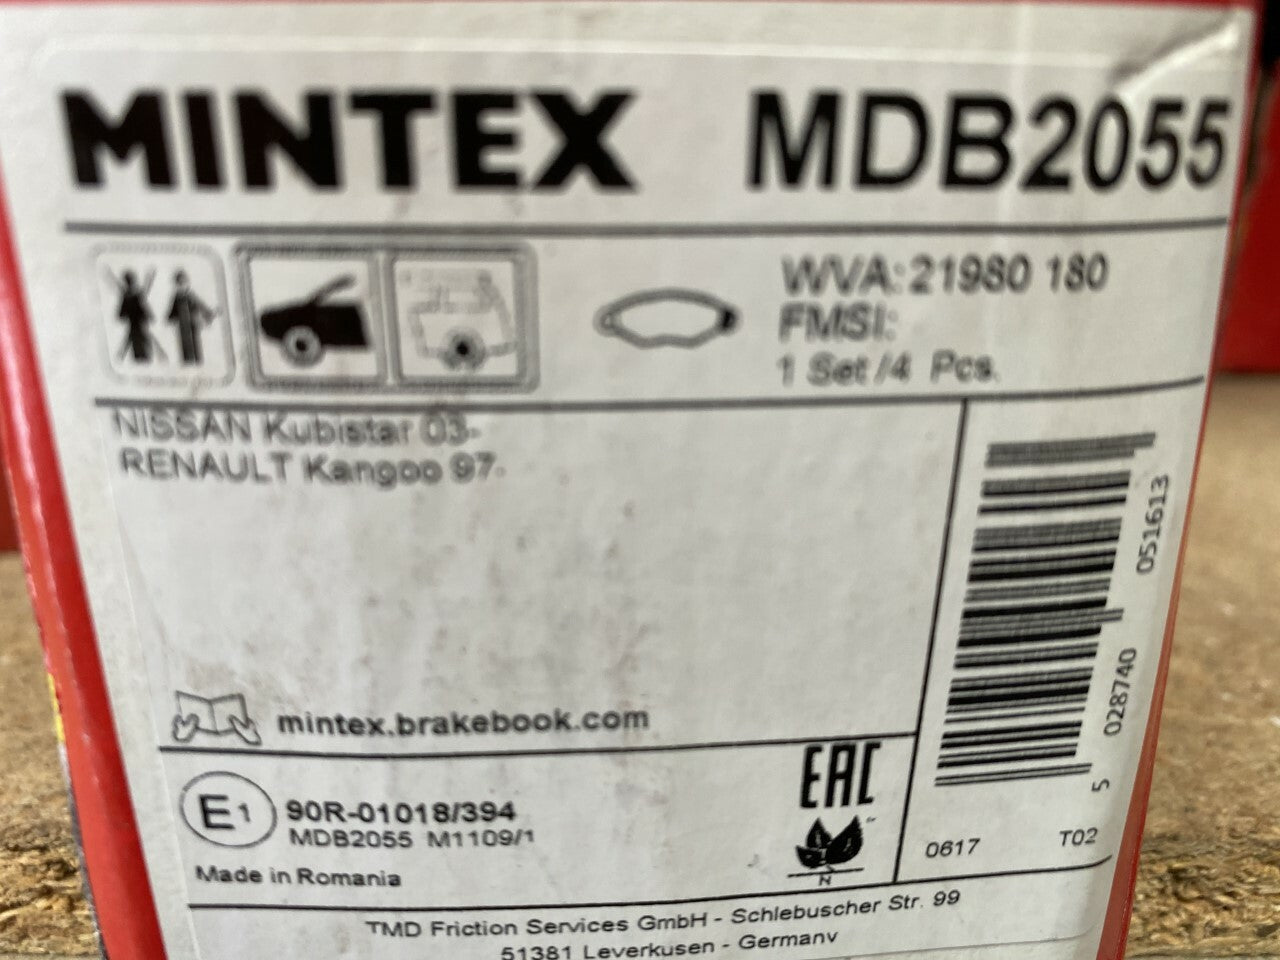 MINTEX MDB2055
WVA: 21980 180
FMSI:
1 Set /4 Pcs.
NISSAN Kubistar 03-
RENAULT Kangoo 97-
mintex.brakebook.com
E1 90R-01018/394
MDB2055 M1109/1
Made in Romania
EAC
N
5 028740 051613
0617 T02
TMD Friction Services GmbH - Schlebuscher Str. 99
51381 Leverkusen - Germany